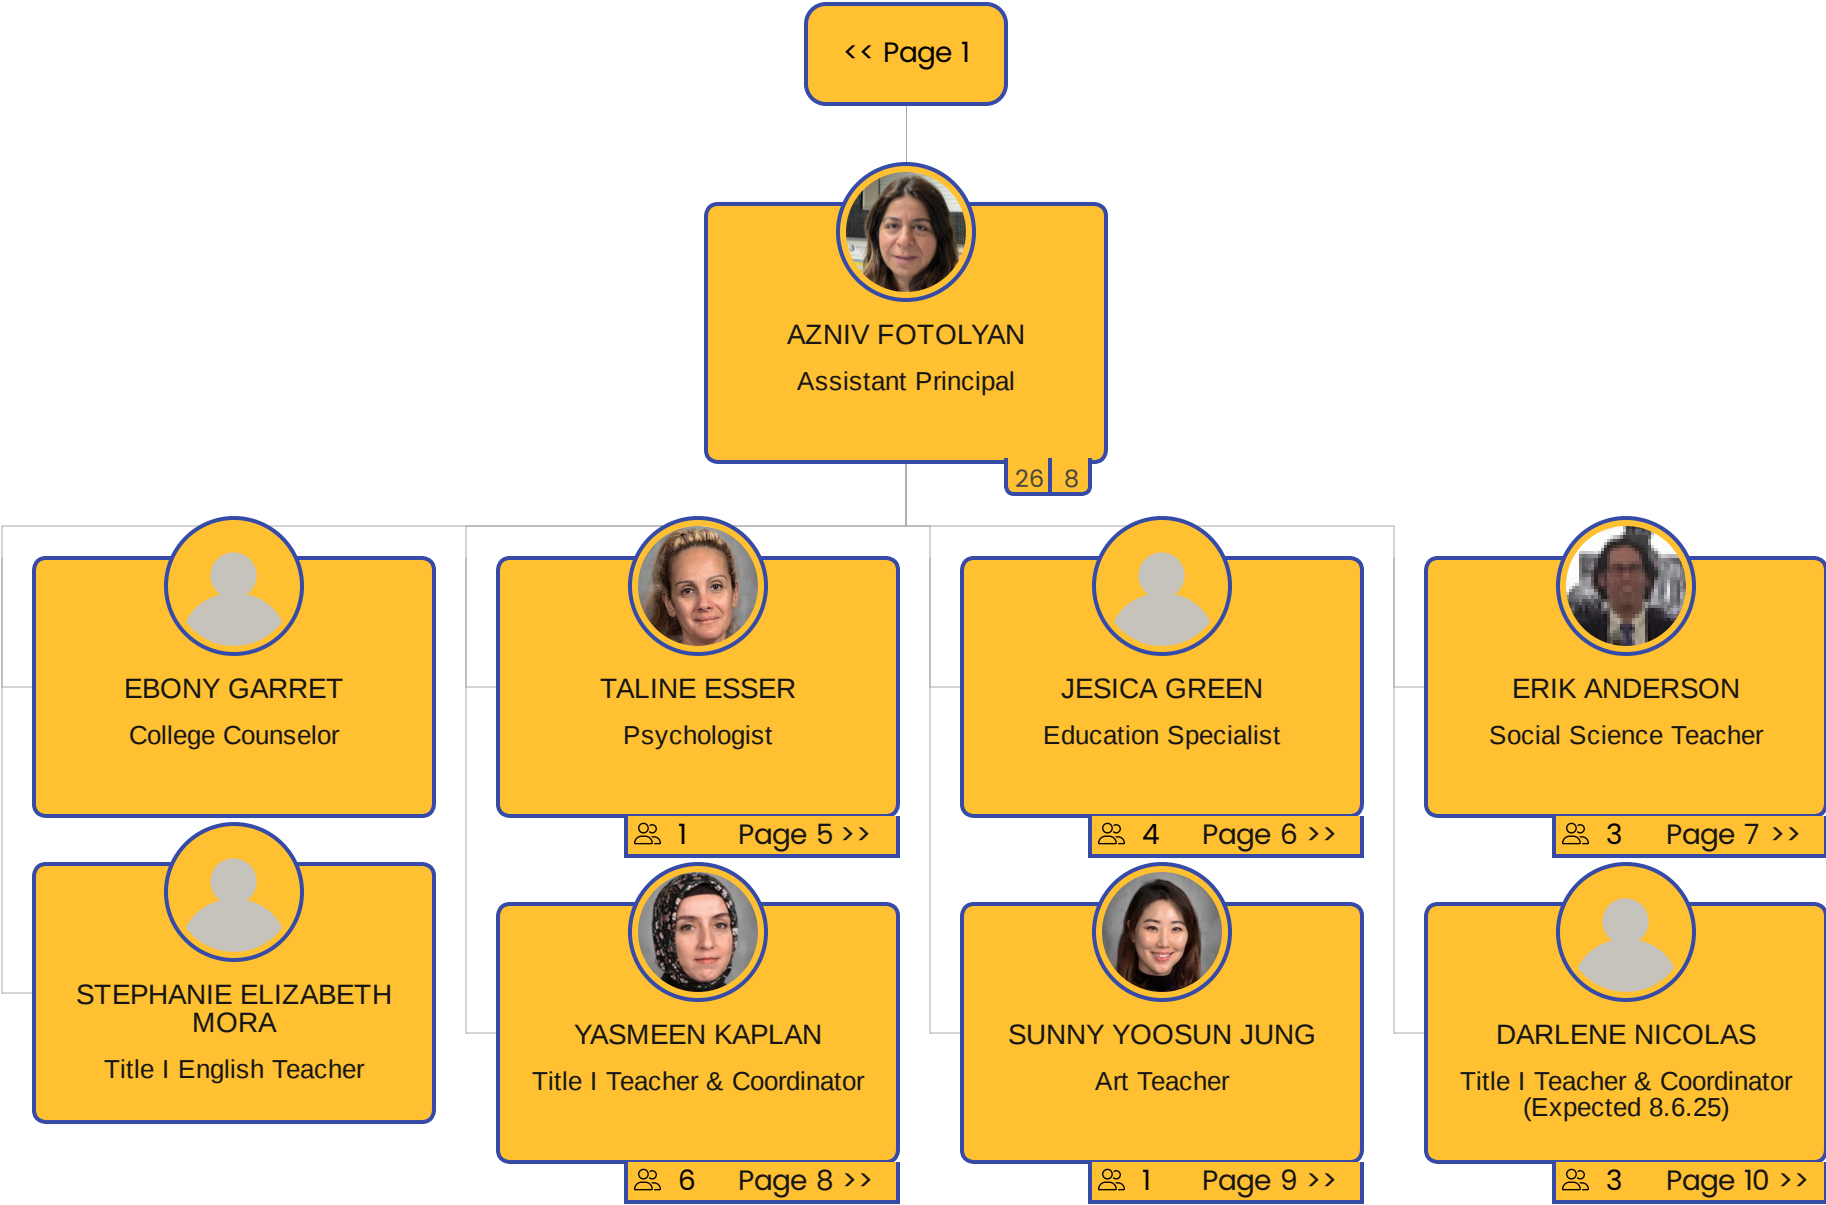 << Page 1
AZNIV FOTOLYAN
Assistant Principal
26 8
EBONY GARRET
College Counselor
TALINE ESSER
Psychologist
1 Page 5 >>
JESICA GREEN
Education Specialist
4 Page 6 >>
ERIK ANDERSON
Social Science Teacher
3 Page 7 >>
STEPHANIE ELIZABETH
MORA
Title I English Teacher
YASMEEN KAPLAN
Title I Teacher & Coordinator
6 Page 8 >>
SUNNY YOOSUN JUNG
Art Teacher
1 Page 9 >>
DARLENE NICOLAS
Title I Teacher & Coordinator
(Expected 8.6.25)
3 Page 10 >>